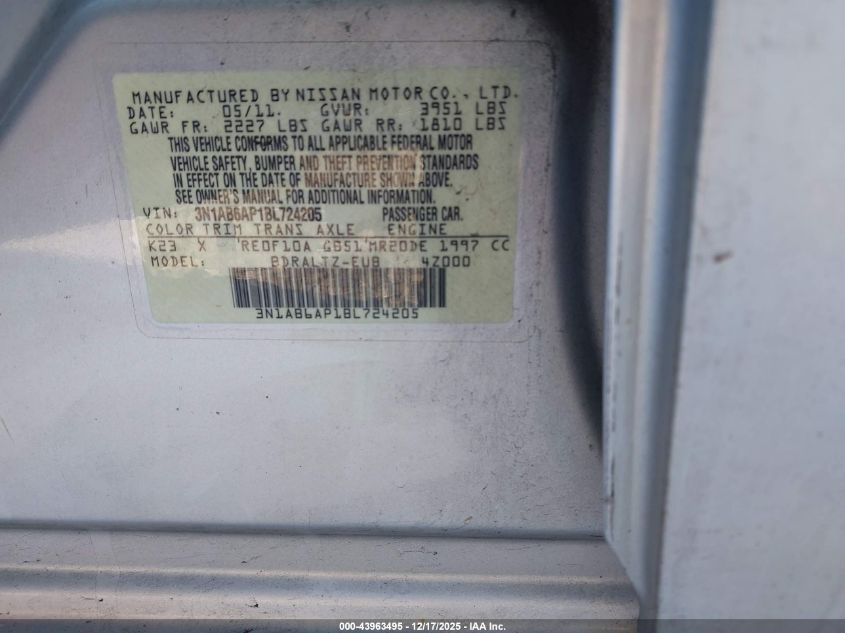 MANUFACTURED BY NISSAN MOTOR CO., LTD.
DATE: 05/11. GVWR: 3951 LBS
GAWR FR: 2227 LBS GAWR RR: 1810 LBS
THIS VEHICLE CONFORMS TO ALL APPLICABLE FEDERAL MOTOR
VEHICLE SAFETY, BUMPER AND THEFT PREVENTION STANDARDS
IN EFFECT ON THE DATE OF MANUFACTURE SHOWN ABOVE.
SEE OWNER'S MANUAL FOR ADDITIONAL INFORMATION.
VIN: 3N1AB6AP1BL724205 PASSENGER CAR.
COLOR TRIM TRANS AXLE ENGINE
K23 X 'RE0F10A GB51'MR20DE 1997 CC
MODEL: BDRALTZ-EUB 4Z000
3N1AB6AP1BL724205
000-43963495 - 12/17/2025 - IAA Inc.